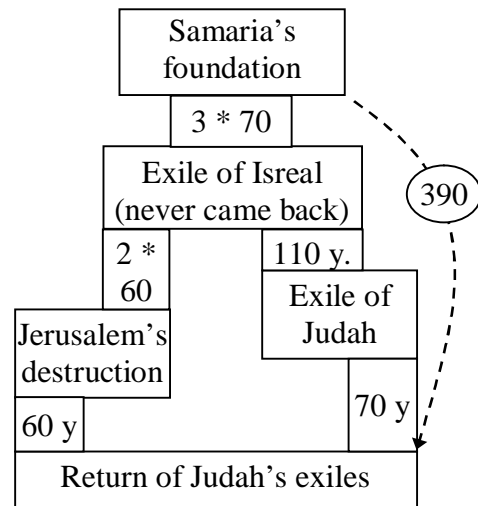 Samaria's
foundation
3 * 70
Exile of Isreal
(never came back)
390
2 *
60
110 y.
Exile of
Judah
Jerusalem's
destruction
60 y
70 y
Return of Judah's exiles